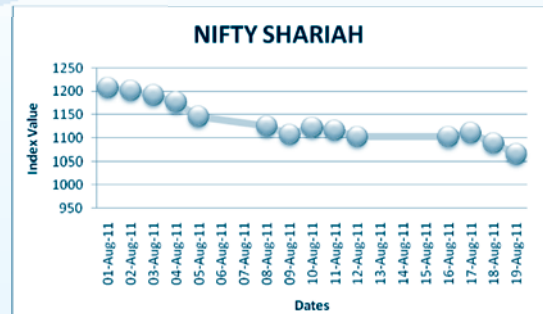 NIFTY SHARIAH
1250
1200
1150
1100
1050
1000
950
Index Value
01-Aug-11
02-Aug-11
03-Aug-11
04-Aug-11
05-Aug-11
06-Aug-11
07-Aug-11
08-Aug-11
09-Aug-11
10-Aug-11
11-Aug-11
12-Aug-11
13-Aug-11
14-Aug-11
15-Aug-11
16-Aug-11
17-Aug-11
18-Aug-11
19-Aug-11
Dates